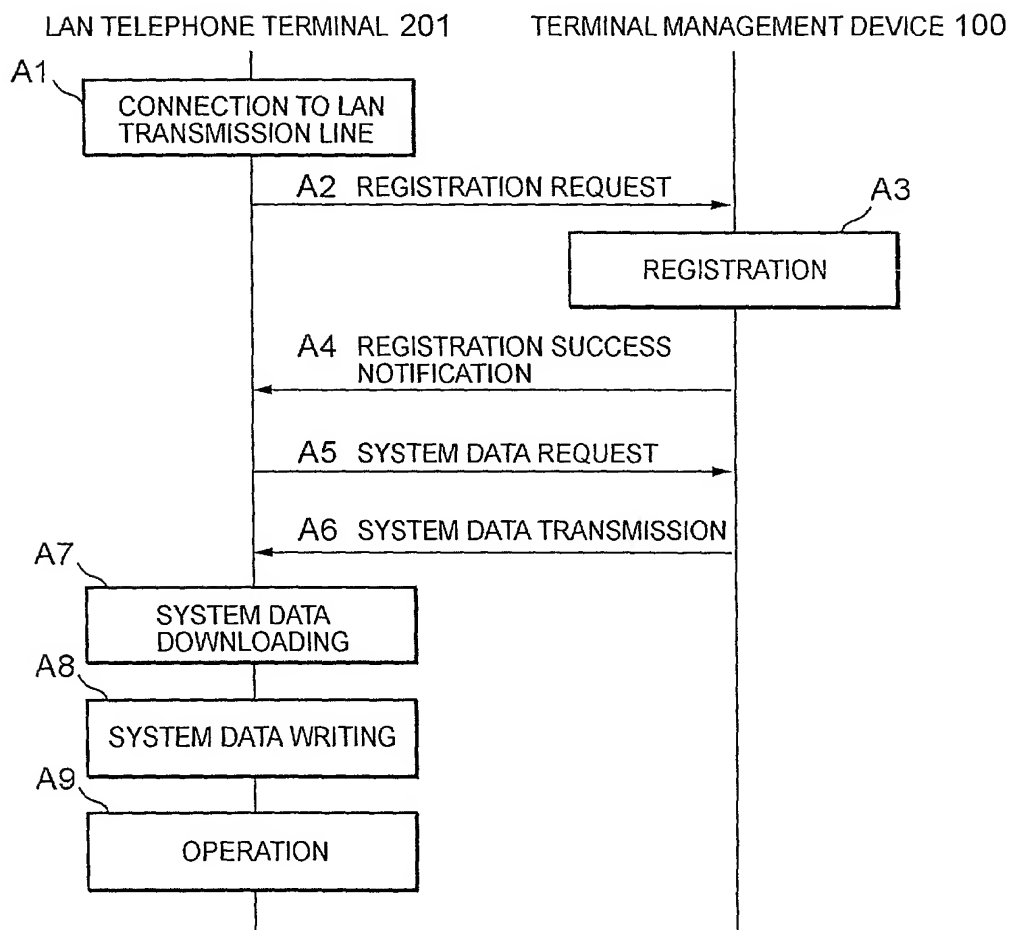 LAN TELEPHONE TERMINAL 201
TERMINAL MANAGEMENT DEVICE 100
A1
CONNECTION TO LAN
TRANSMISSION LINE
A2 REGISTRATION REQUEST
A3
REGISTRATION
A4 REGISTRATION SUCCESS
NOTIFICATION
A5 SYSTEM DATA REQUEST
A6 SYSTEM DATA TRANSMISSION
A7
SYSTEM DATA
DOWNLOADING
A8
SYSTEM DATA WRITING
A9
OPERATION